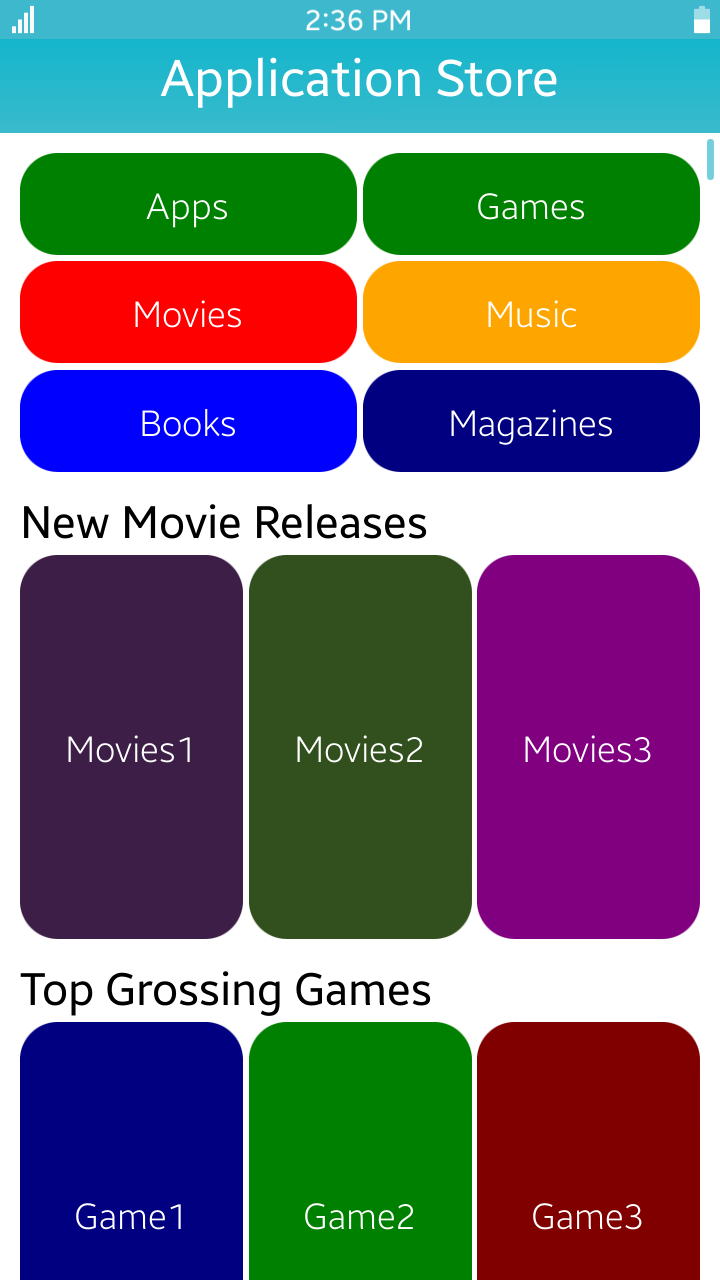 2:36 PM
Application Store
Apps Games
Movies Music
Books Magazines
New Movie Releases
Movies1 Movies2 Movies3
Top Grossing Games
Game1 Game2 Game3